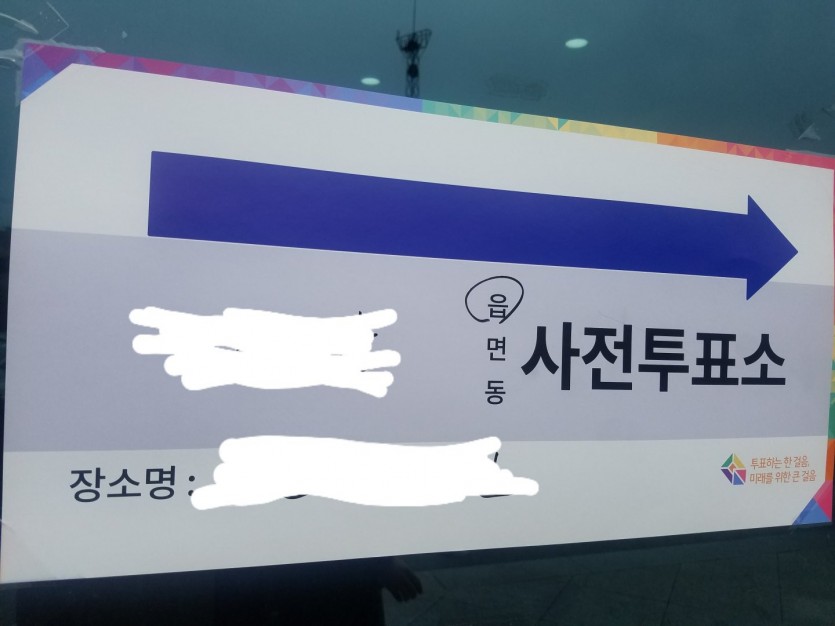 읍
면
동
사전투표소
장소명 :
투표하는 한 걸음,
미래를 위한 큰 걸음